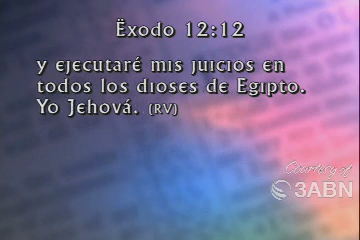 Ëxodo 12:12
y ejecutaré mis juicios en
todos los dioses de Egipto.
Yo Jehová. (RV)
Courtesy of
3ABN